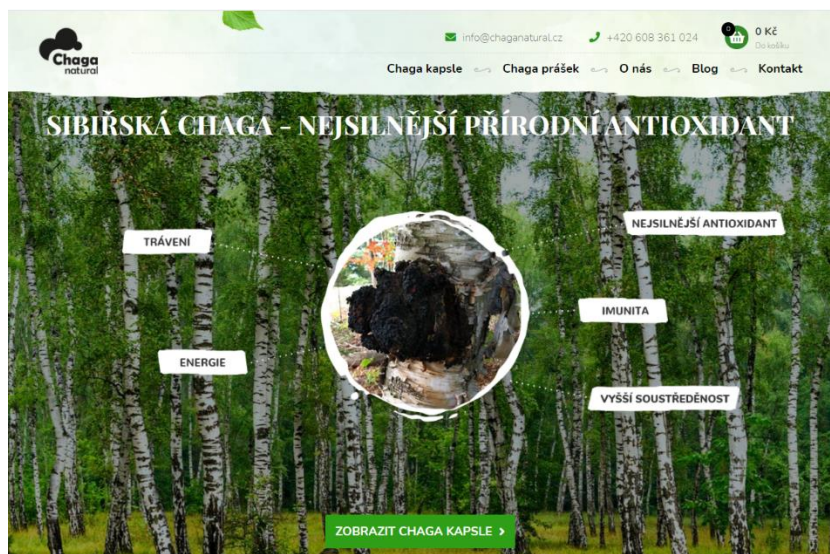 Chaga
natural
info@chaganatural.cz
+420 608 361 024
0
0 Kč
Do košíku
Chaga kapsle
Chaga prášek
O nás
Blog
Kontakt
SIBIŘSKÁ CHAGA - NEJSILNĚJŠÍ PŘÍRODNÍ ANTIOXIDANT
TRÁVENÍ
NEJSILNĚJŠÍ ANTIOXIDANT
IMUNITA
ENERGIE
VYŠŠÍ SOUSTŘEDĚNOST
ZOBRAZIT CHAGA KAPSLE